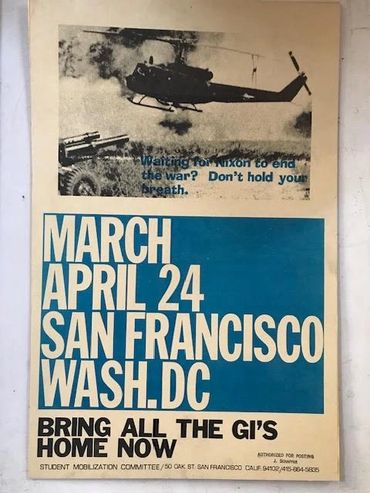 Waiting for Nixon to end
the war? Don't hold your
breath.
MARCH
APRIL 24
SAN FRANCISCO
WASH.DC
BRING ALL THE GI'S
HOME NOW
AUTHORIZED FOR POSTING
J. SCHAFFER
STUDENT MOBILIZATION COMMITTEE/50 OAK ST. SAN FRANCISCO CALIF. 94102/415-864-5835